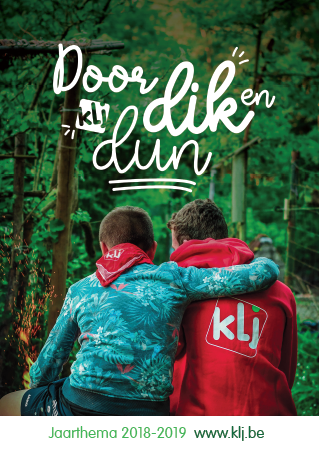 Door
klj dik en
dun
klj
klj
Jaarthema 2018-2019 www.klj.be